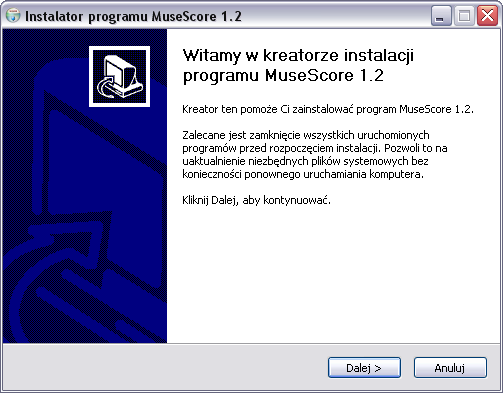 Instalator programu MuseScore 1.2
Witamy w kreatorze instalacji
programu MuseScore 1.2
Kreator ten pomoże Ci zainstalować program MuseScore 1.2.
Zalecane jest zamknięcie wszystkich uruchomionych
programów przed rozpoczęciem instalacji. Pozwoli to na
uaktualnienie niezbędnych plików systemowych bez
konieczności ponownego uruchamiania komputera.
Kliknij Dalej, aby kontynuować.
Dalej >
Anuluj